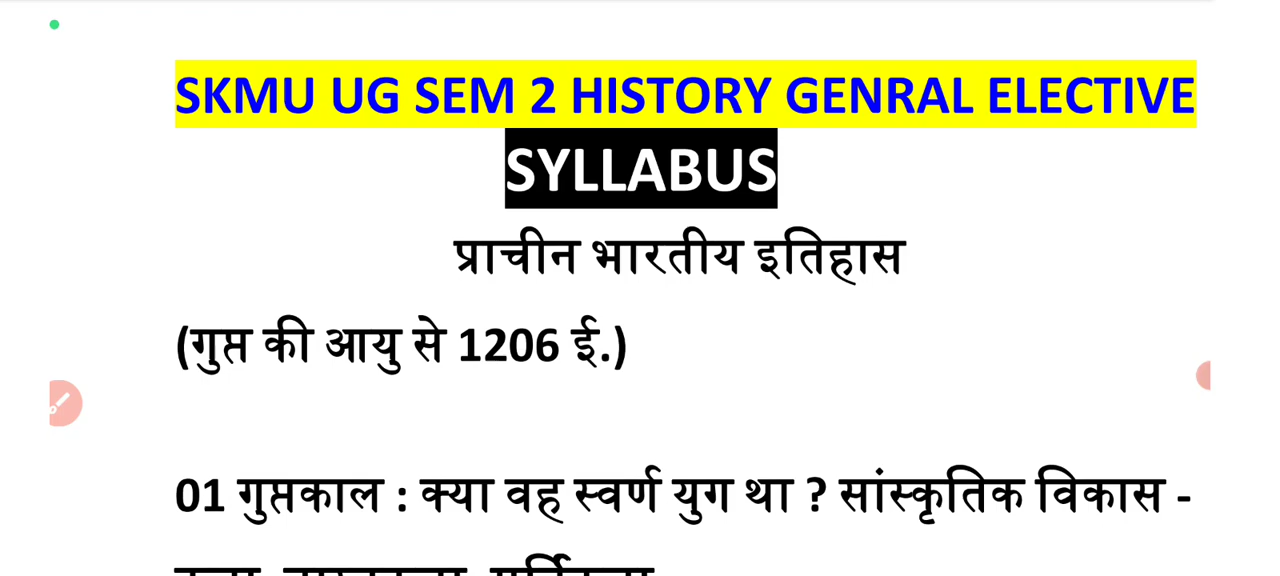 SKMU UG SEM 2 HISTORY GENRAL ELECTIVE
SYLLABUS
प्राचीन भारतीय इतिहास
(गुप्त की आयु से 1206 ई.)
01 गुप्तकाल : क्या वह स्वर्ण युग था ? सांस्कृतिक विकास -